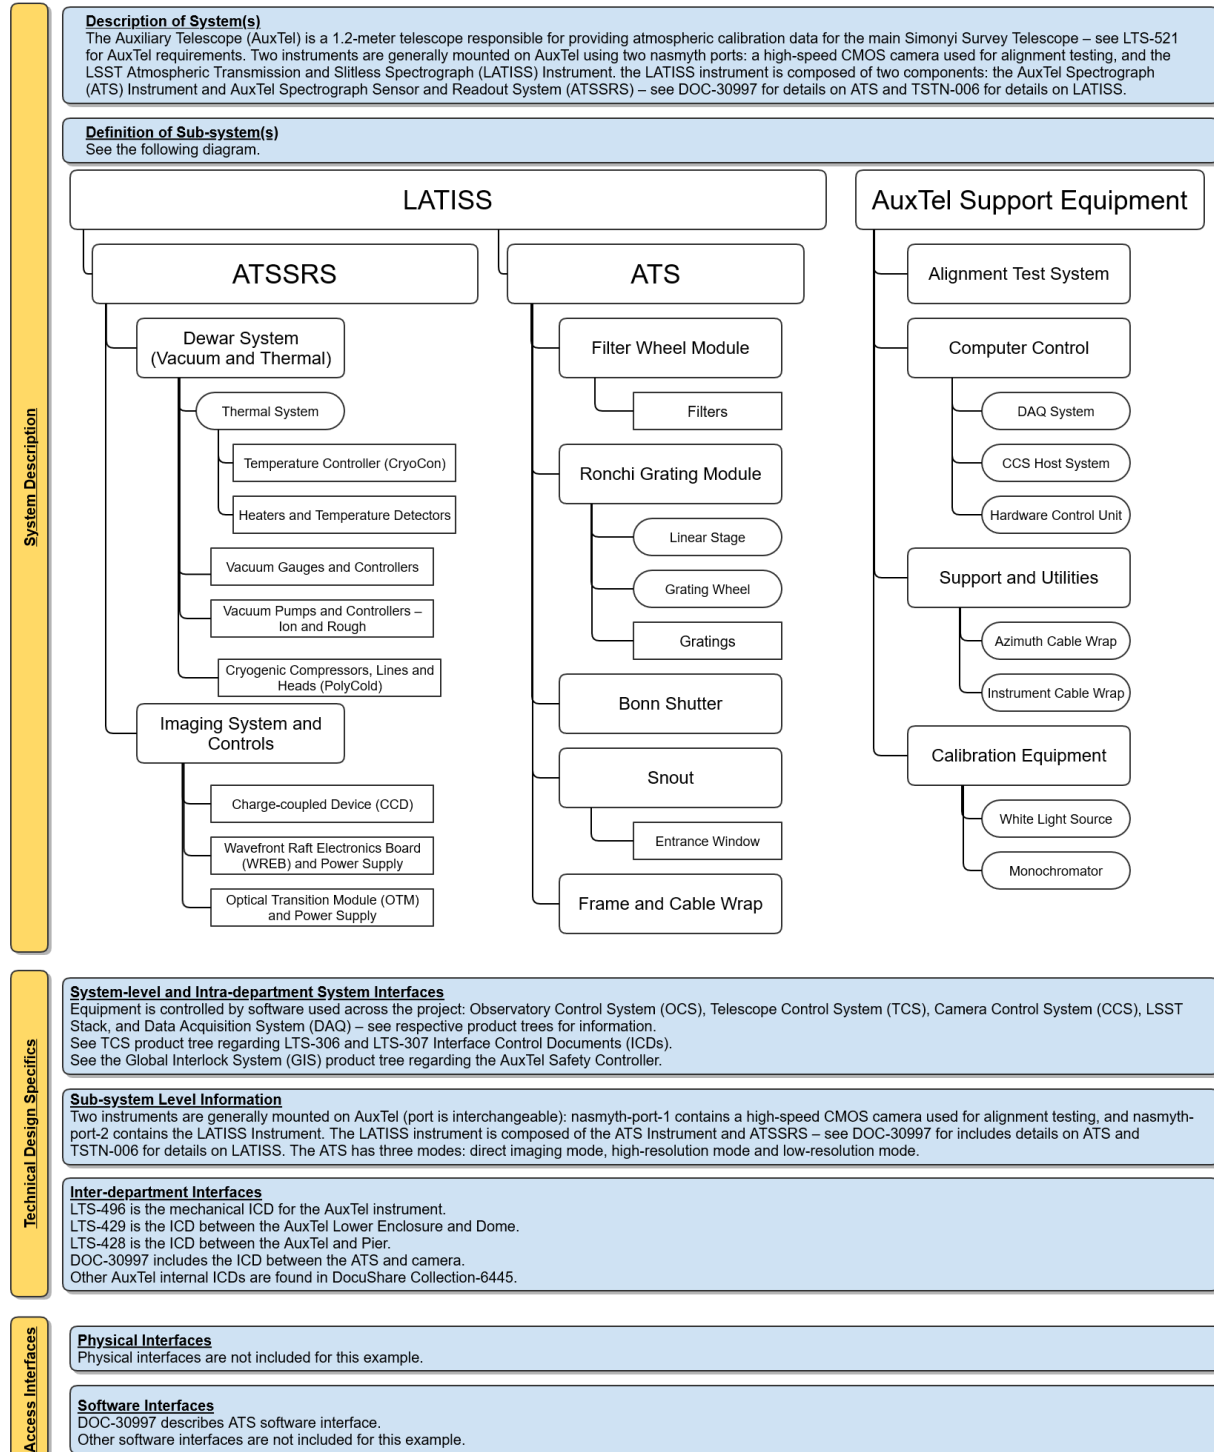 System Description
Description of System(s)
The Auxiliary Telescope (AuxTel) is a 1.2-meter telescope responsible for providing atmospheric calibration data for the main Simonyi Survey Telescope – see LTS-521
for AuxTel requirements. Two instruments are generally mounted on AuxTel using two nasmyth ports: a high-speed CMOS camera used for alignment testing, and the
LSST Atmospheric Transmission and Slitless Spectrograph (LATISS) Instrument. the LATISS instrument is composed of two components: the AuxTel Spectrograph
(ATS) Instrument and AuxTel Spectrograph Sensor and Readout System (ATSSRS) – see DOC-30997 for details on ATS and TSTN-006 for details on LATISS.
Definition of Sub-system(s)
See the following diagram.
LATISS
ATSSRS
Dewar System
(Vacuum and Thermal)
Thermal System
Temperature Controller (CryoCon)
Heaters and Temperature Detectors
Vacuum Gauges and Controllers
Vacuum Pumps and Controllers –
Ion and Rough
Cryogenic Compressors, Lines and
Heads (PolyCold)
Imaging System and
Controls
Charge-coupled Device (CCD)
Wavefront Raft Electronics Board
(WREB) and Power Supply
Optical Transition Module (OTM)
and Power Supply
ATS
Filter Wheel Module
Filters
Ronchi Grating Module
Linear Stage
Grating Wheel
Gratings
Bonn Shutter
Snout
Entrance Window
Frame and Cable Wrap
AuxTel Support Equipment
Alignment Test System
Computer Control
DAQ System
CCS Host System
Hardware Control Unit
Support and Utilities
Azimuth Cable Wrap
Instrument Cable Wrap
Calibration Equipment
White Light Source
Monochromator
Technical Design Specifics
System-level and Intra-department System Interfaces
Equipment is controlled by software used across the project: Observatory Control System (OCS), Telescope Control System (TCS), Camera Control System (CCS), LSST
Stack, and Data Acquisition System (DAQ) – see respective product trees for information.
See TCS product tree regarding LTS-306 and LTS-307 Interface Control Documents (ICDs).
See the Global Interlock System (GIS) product tree regarding the AuxTel Safety Controller.
Sub-system Level Information
Two instruments are generally mounted on AuxTel (port is interchangeable): nasmyth-port-1 contains a high-speed CMOS camera used for alignment testing, and nasmyth-
port-2 contains the LATISS Instrument. The LATISS instrument is composed of the ATS Instrument and ATSSRS – see DOC-30997 for includes details on ATS and
TSTN-006 for details on LATISS. The ATS has three modes: direct imaging mode, high-resolution mode and low-resolution mode.
Inter-department Interfaces
LTS-496 is the mechanical ICD for the AuxTel instrument.
LTS-429 is the ICD between the AuxTel Lower Enclosure and Dome.
LTS-428 is the ICD between the AuxTel and Pier.
DOC-30997 includes the ICD between the ATS and camera.
Other AuxTel internal ICDs are found in DocuShare Collection-6445.
Access Interfaces
Physical Interfaces
Physical interfaces are not included for this example.
Software Interfaces
DOC-30997 describes ATS software interface.
Other software interfaces are not included for this example.